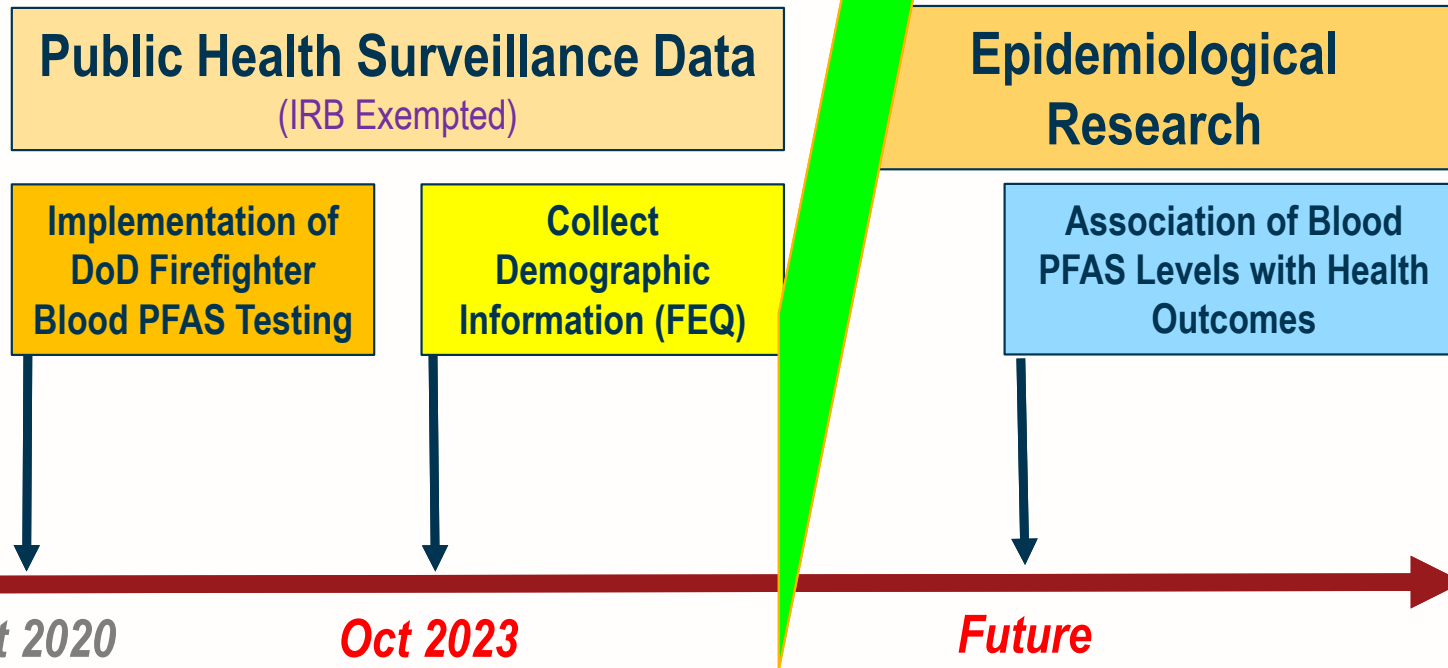 Public Health Surveillance Data
(IRB Exempted)
Epidemiological
Research
Implementation of
DoD Firefighter
Blood PFAS Testing
Collect
Demographic
Information (FEQ)
Association of Blood
PFAS Levels with Health
Outcomes
t 2020
Oct 2023
Future